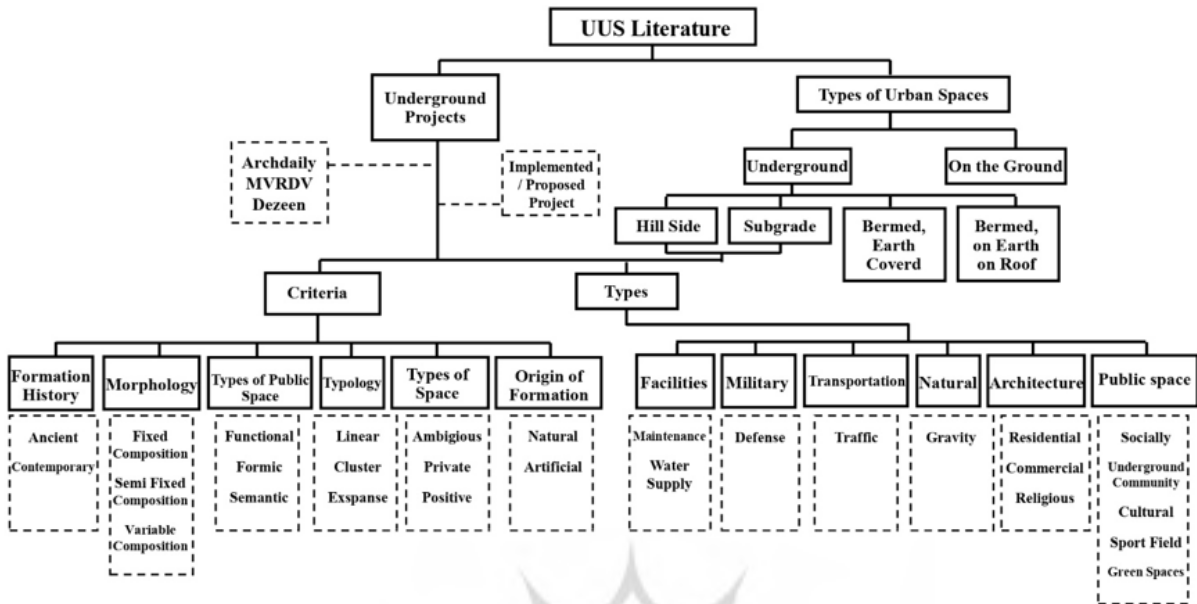 UUS Literature
Underground
Projects
Types of Urban Spaces
Archdaily
MVRDV
Dezeen
Implemented
/ Proposed
Project
Underground
On the Ground
Hill Side
Subgrade
Bermed,
Earth
Coverd
Bermed,
on Earth
on Roof
Criteria
Types
Formation
History
Morphology
Types of Public
Space
Typology
Types of
Space
Origin of
Formation
Facilities
Military
Transportation
Natural
Architecture
Public space
Ancient
Contemporary
Fixed
Composition
Semi Fixed
Composition
Variable
Composition
Functional
Formic
Semantic
Linear
Cluster
Exspanse
Ambigious
Private
Positive
Natural
Artificial
Maintenance
Water
Supply
Defense
Traffic
Gravity
Residential
Commercial
Religious
Socially
Underground
Community
Cultural
Sport Field
Green Spaces